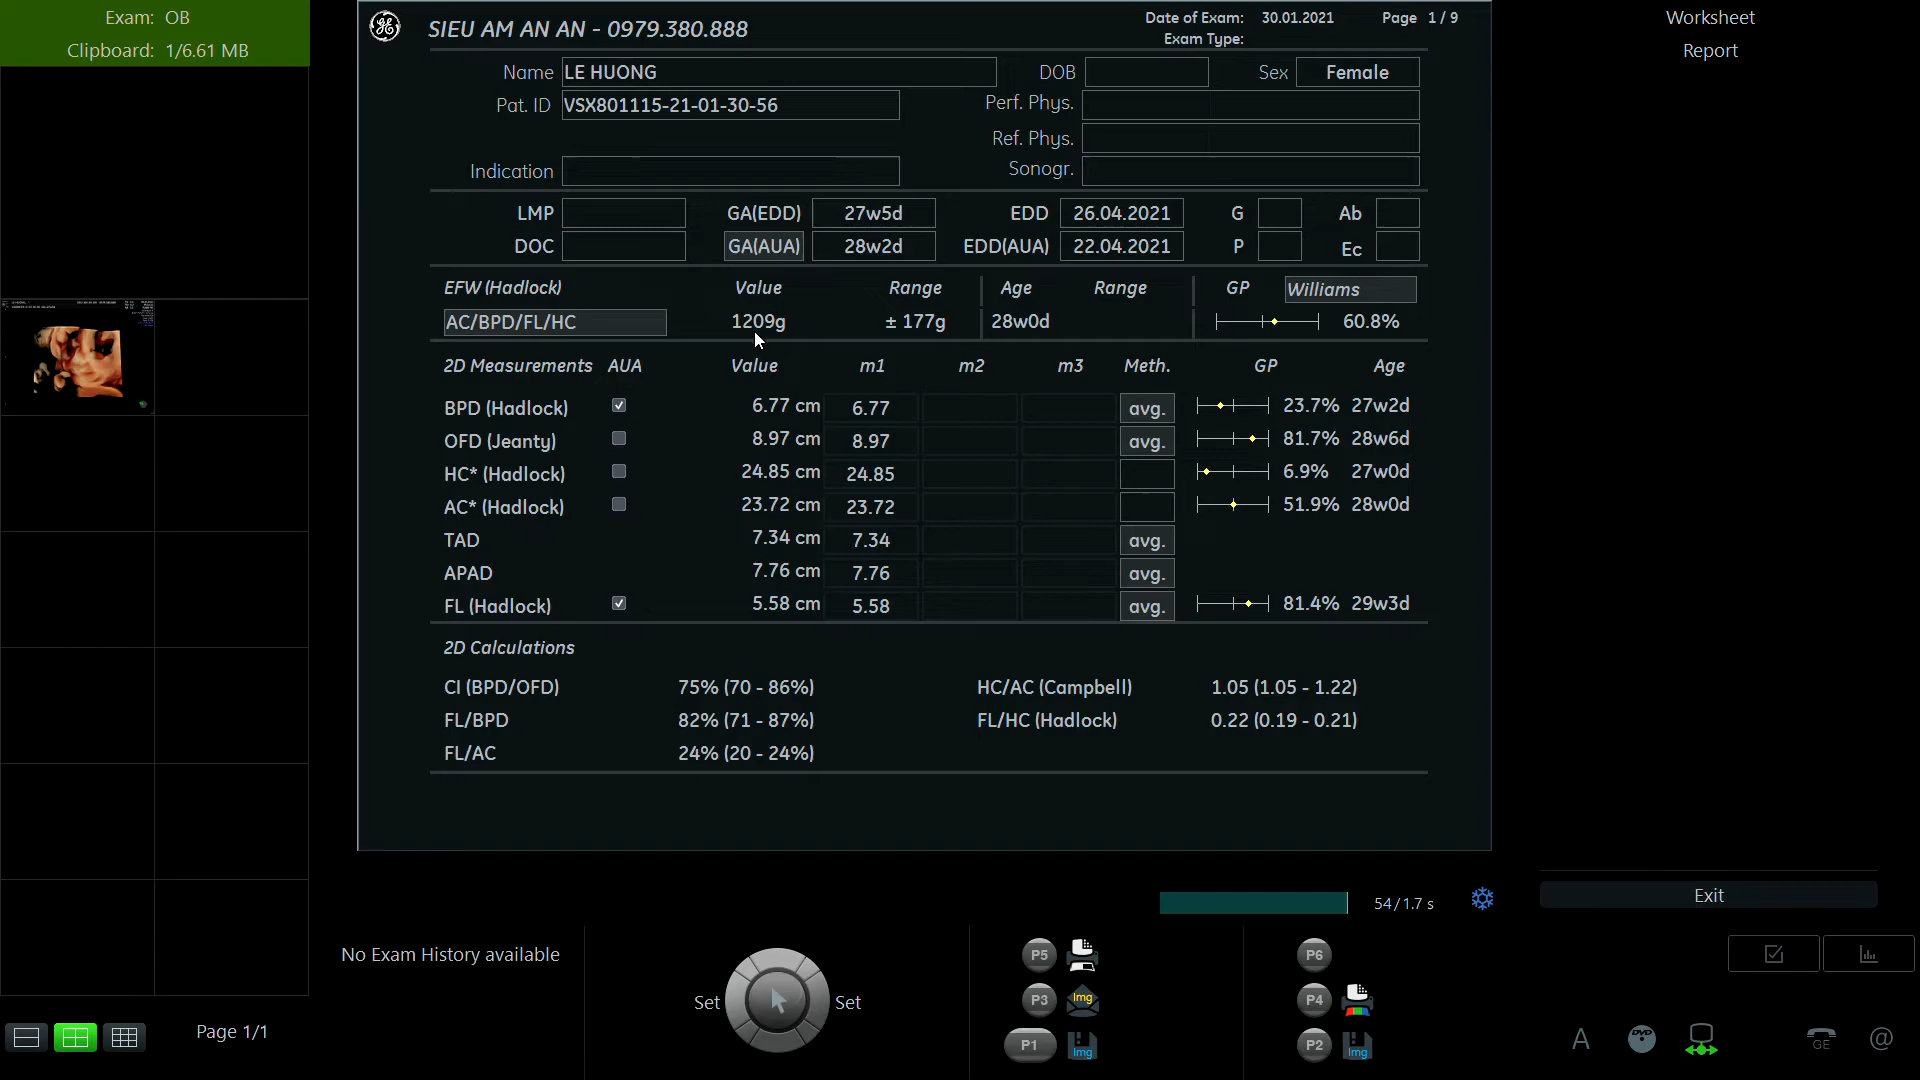 Exam: OB
Clipboard: 1/6.61 MB
SIEU AM AN AN - 0979.380.888
Date of Exam: 30.01.2021 Page 1 / 9
Exam Type:
Name LE HUONG DOB Sex Female
Pat. ID VSX801115-21-01-30-56 Perf. Phys.
Ref. Phys.
Indication Sonogr.
LMP GA(EDD) 27w5d EDD 26.04.2021 G Ab
DOC GA(AUA) 28w2d EDD(AUA) 22.04.2021 P Ec
EFW (Hadlock) Value Range Age Range GP Williams
AC/BPD/FL/HC 1209g ± 177g 28w0d 60.8%
2D Measurements AUA Value m1 m2 m3 Meth. GP Age
BPD (Hadlock) 6.77 cm 6.77 avg. 23.7% 27w2d
OFD (Jeanty) 8.97 cm 8.97 avg. 81.7% 28w6d
HC* (Hadlock) 24.85 cm 24.85 6.9% 27w0d
AC* (Hadlock) 23.72 cm 23.72 51.9% 28w0d
TAD 7.34 cm 7.34 avg.
APAD 7.76 cm 7.76 avg.
FL (Hadlock) 5.58 cm 5.58 avg. 81.4% 29w3d
2D Calculations
CI (BPD/OFD) 75% (70 - 86%) HC/AC (Campbell) 1.05 (1.05 - 1.22)
FL/BPD 82% (71 - 87%) FL/HC (Hadlock) 0.22 (0.19 - 0.21)
FL/AC 24% (20 - 24%)
Worksheet
Report
54/1.7 s
Exit
No Exam History available
Set Set
P5 P6
P3 Img P4
P1 Img P2 Img
Page 1/1
A DVD GE @